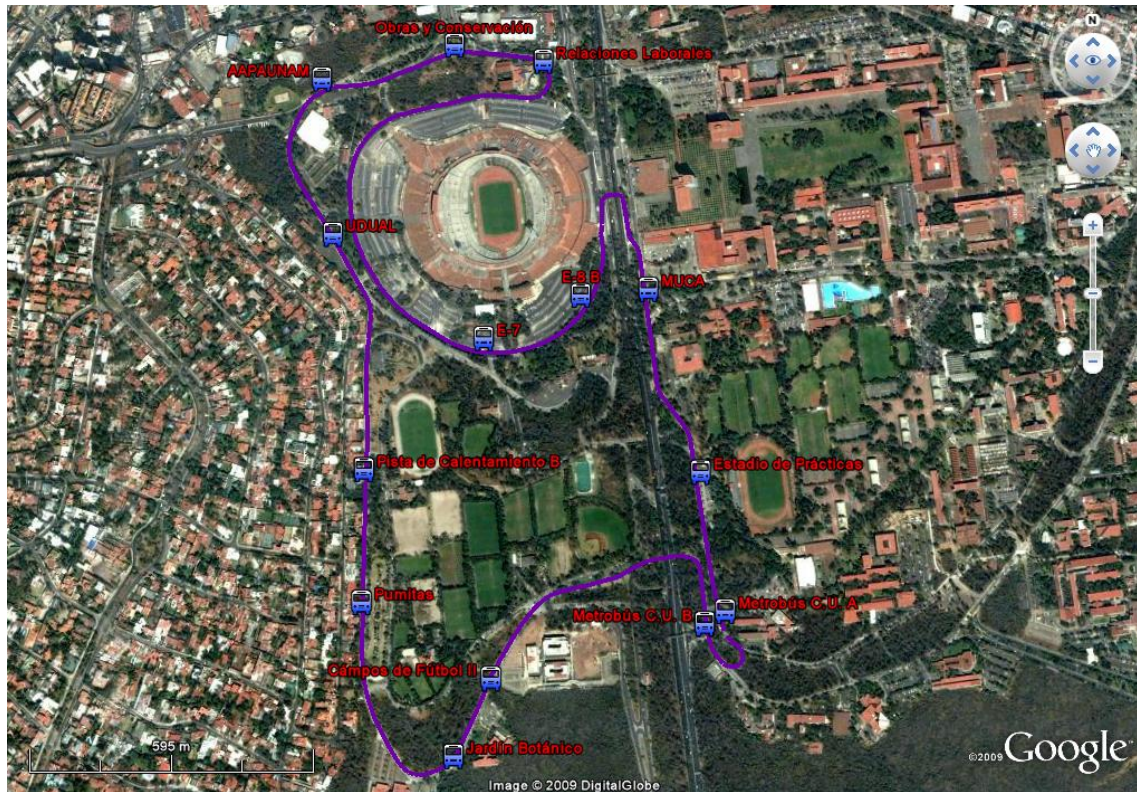 Obras y Conservación
N
Relaciones Laborales
AAPAUNAM
UDUAL
E-8 B
MUCA
E-7
Pista de Calentamiento B
Estadio de Prácticas
Pumitas
Metrobús C.U. A
Metrobús C.U. B
Campos de Fútbol II
Jardín Botánico
595 m
©2009 Google™
Image © 2009 DigitalGlobe